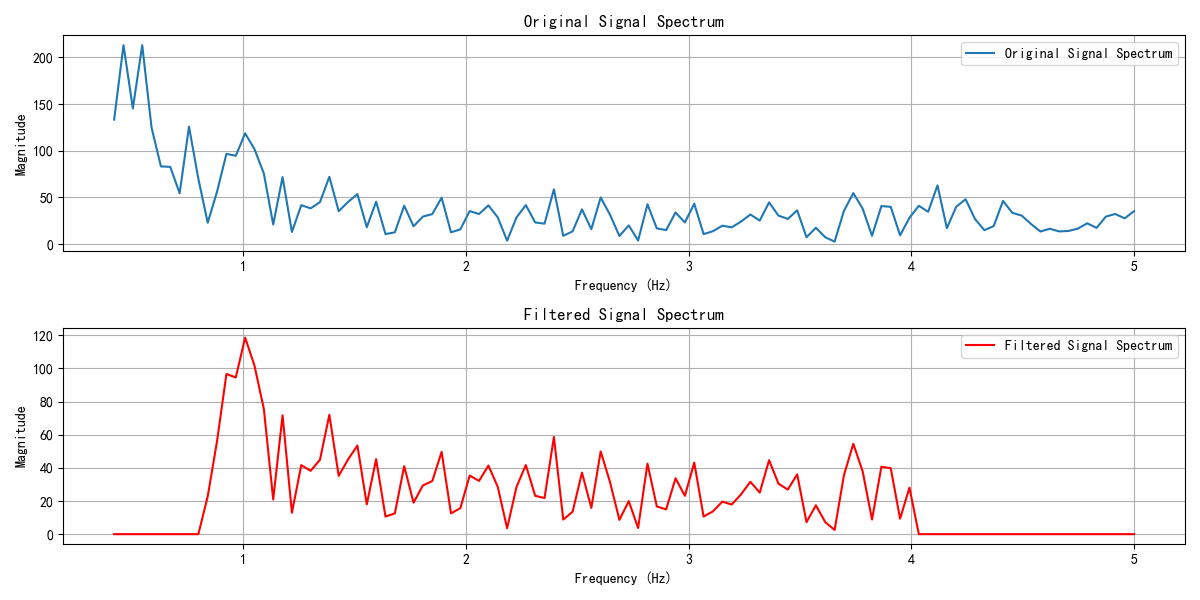 Original Signal Spectrum
Magnitude
200
150
100
50
0
Original Signal Spectrum
1 2 3 4 5
Frequency (Hz)
Filtered Signal Spectrum
Magnitude
120
100
80
60
40
20
0
Filtered Signal Spectrum
1 2 3 4 5
Frequency (Hz)